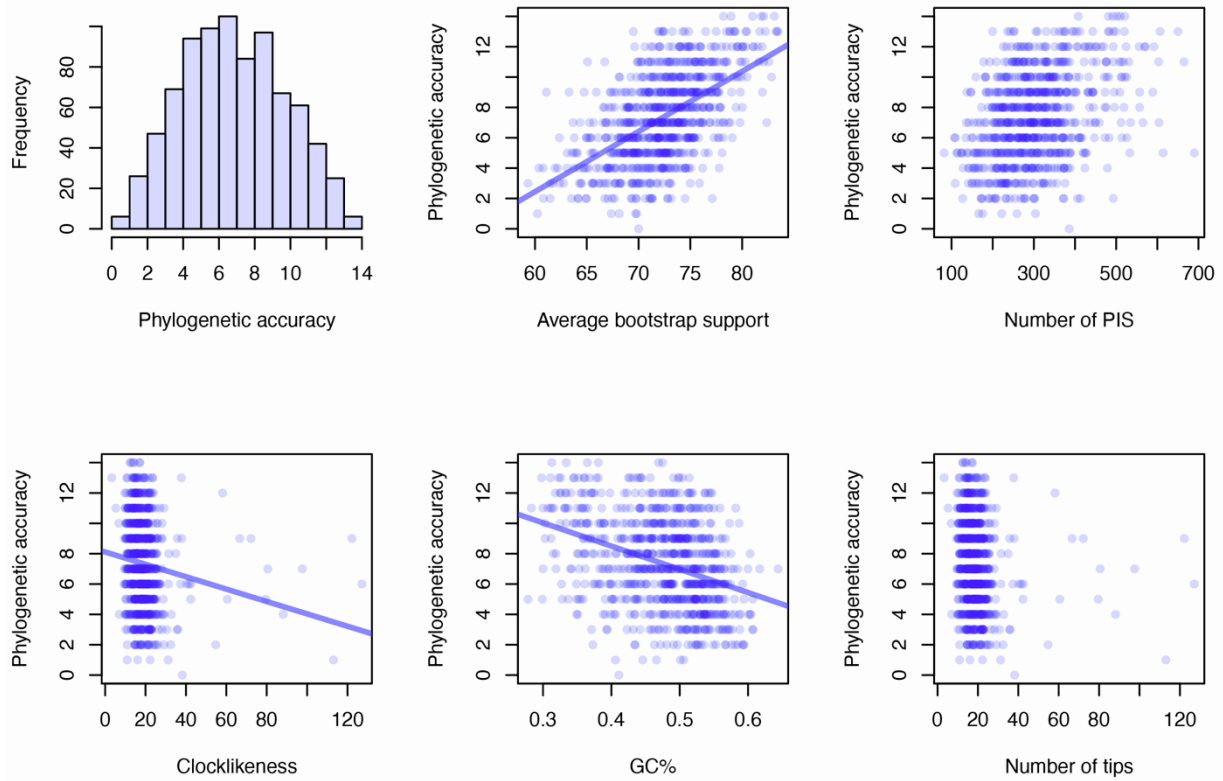 Frequency
0 20 40 60 80
0 2 4 6 8 10 14
Phylogenetic accuracy
Phylogenetic accuracy
0 2 4 6 8 12
60 65 70 75 80
Average bootstrap support
Phylogenetic accuracy
0 2 4 6 8 12
100 300 500 700
Number of PIS
Phylogenetic accuracy
0 2 4 6 8 12
0 20 40 60 80 120
Clocklikeness
Phylogenetic accuracy
0 2 4 6 8 12
0.3 0.4 0.5 0.6
GC%
Phylogenetic accuracy
0 2 4 6 8 12
0 20 40 60 80 120
Number of tips